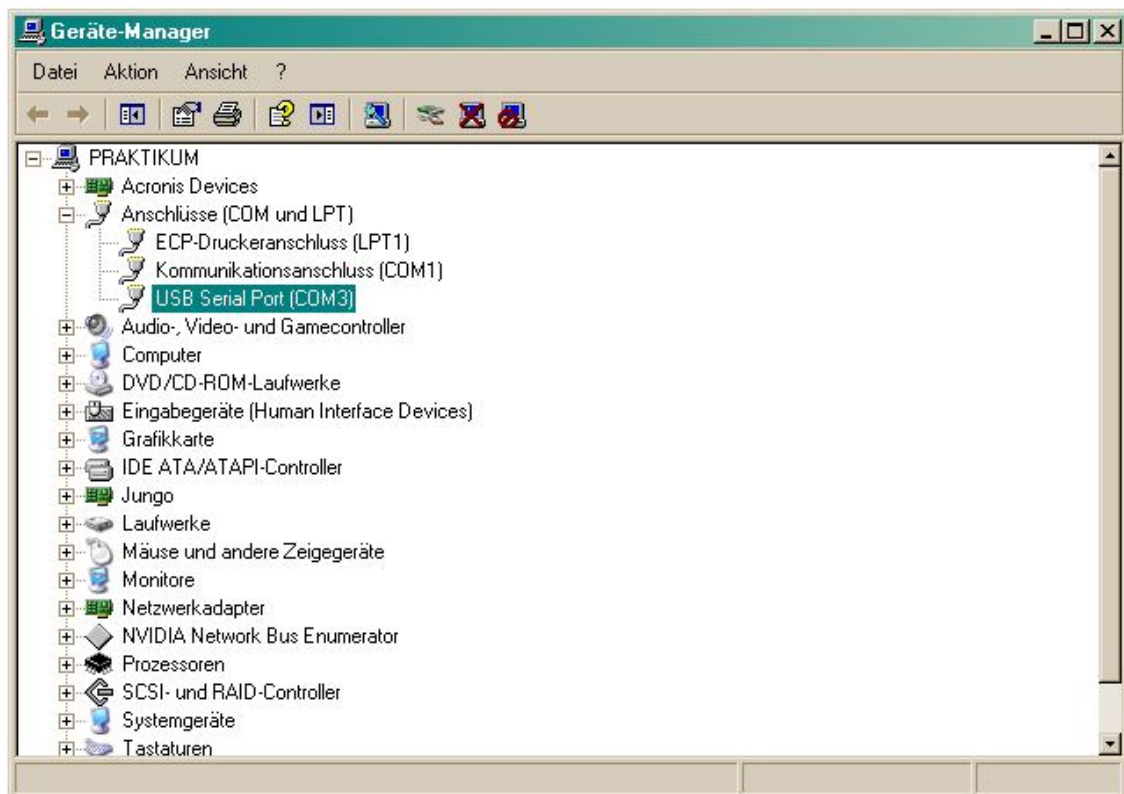 Geräte-Manager
Datei Aktion Ansicht ?
PRAKTIKUM
Acronis Devices
Anschlüsse (COM und LPT)
ECP-Druckeranschluss (LPT1)
Kommunikationsanschluss (COM1)
USB Serial Port (COM3)
Audio-, Video- und Gamecontroller
Computer
DVD/CD-ROM-Laufwerke
Eingabegeräte (Human Interface Devices)
Grafikkarte
IDE ATA/ATAPI-Controller
Jungo
Laufwerke
Mäuse und andere Zeigegeräte
Monitore
Netzwerkadapter
NVIDIA Network Bus Enumerator
Prozessoren
SCSI- und RAID-Controller
Systemgeräte
Tastaturen